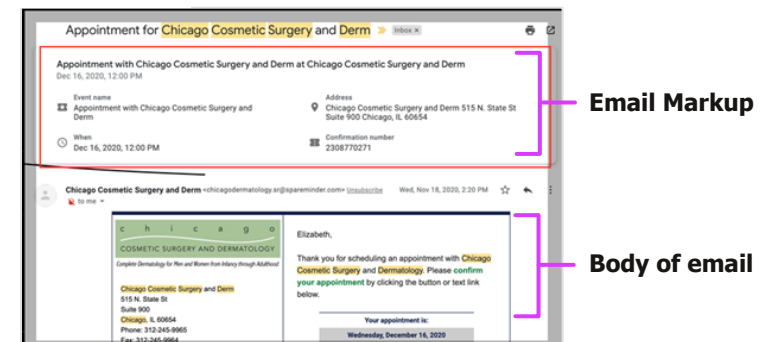 Appointment for Chicago Cosmetic Surgery and Derm Inbox ×
Appointment with Chicago Cosmetic Surgery and Derm at Chicago Cosmetic Surgery and Derm
Dec 16, 2020, 12:00 PM
Event name
Appointment with Chicago Cosmetic Surgery and
Derm
Address
Chicago Cosmetic Surgery and Derm 515 N. State St
Suite 900 Chicago, IL 60654
When
Dec 16, 2020, 12:00 PM
Confirmation number
2308770271
Email Markup
Chicago Cosmetic Surgery and Derm <chicagodermatology.sr@spareminder.com> Unsubscribe Wed, Nov 18, 2020, 2:20 PM
to me
chicago
COSMETIC SURGERY AND DERMATOLOGY
Complete Dermatology for Men and Women from Infancy through Adulthood
Chicago Cosmetic Surgery and Derm
515 N. State St
Suite 900
Chicago, IL 60654
Phone: 312-245-9965
Fax: 312-245-9964
Elizabeth,
Thank you for scheduling an appointment with Chicago
Cosmetic Surgery and Dermatology. Please confirm
your appointment by clicking the button or text link
below.
Your appointment is:
Wednesday, December 16, 2020
Body of email